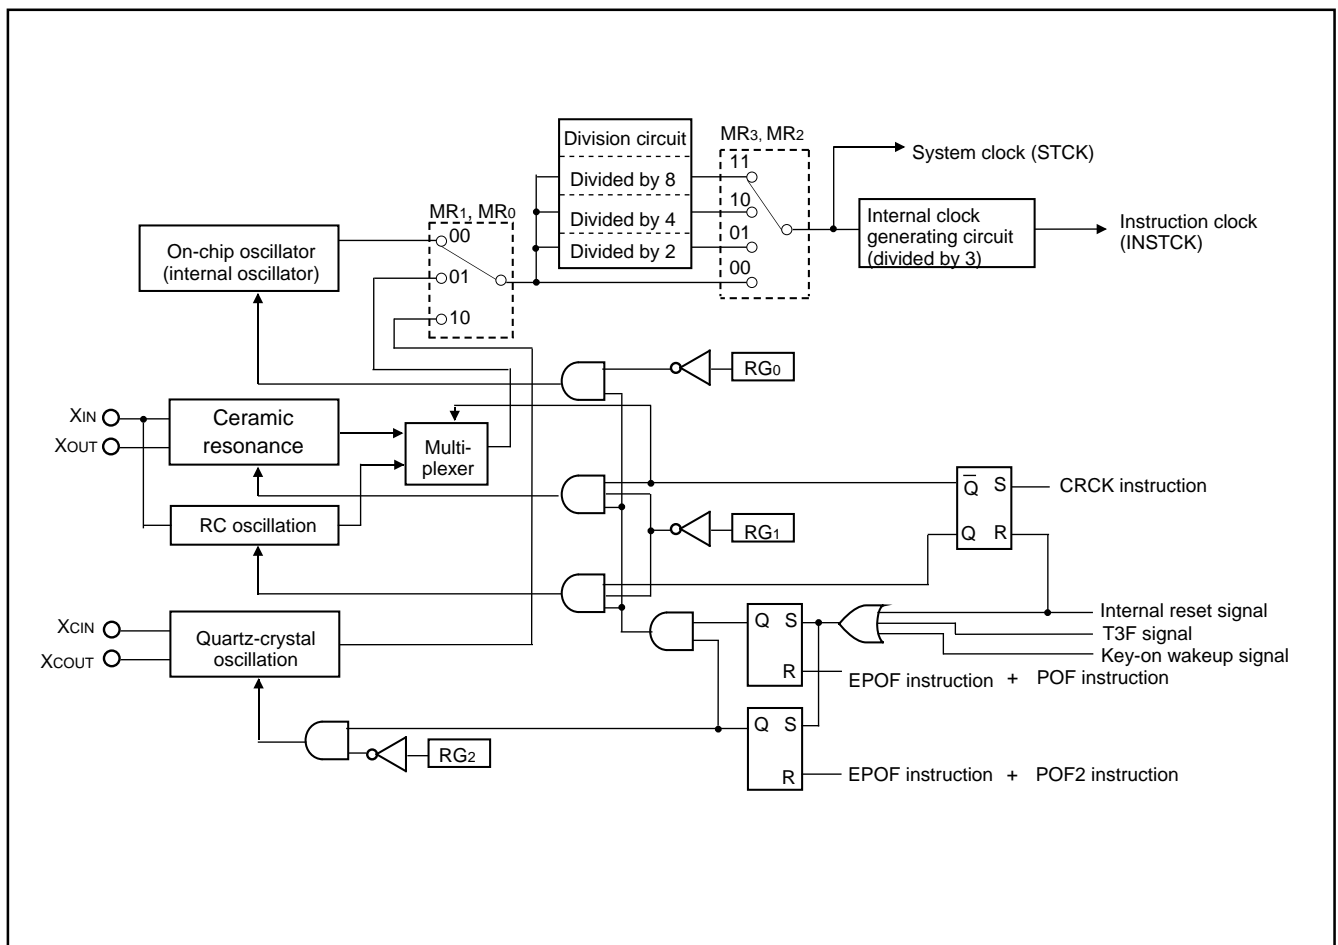 Division circuit
MR3, MR2
System clock (STCK)
11
Divided by 8
10
Divided by 4
01
Divided by 2
00
MR1, MR0
00
01
10
On-chip oscillator
(internal oscillator)
Internal clock
generating circuit
(divided by 3)
Instruction clock
(INSTCK)
RG0
XIN
XOUT
Ceramic
resonance
Multi-
plexer
RC oscillation
RG1
Q
S
Q
R
CRCK instruction
XCIN
XCOUT
Quartz-crystal
oscillation
Q
S
R
Internal reset signal
T3F signal
Key-on wakeup signal
EPOF instruction + POF instruction
RG2
Q
S
R
EPOF instruction + POF2 instruction